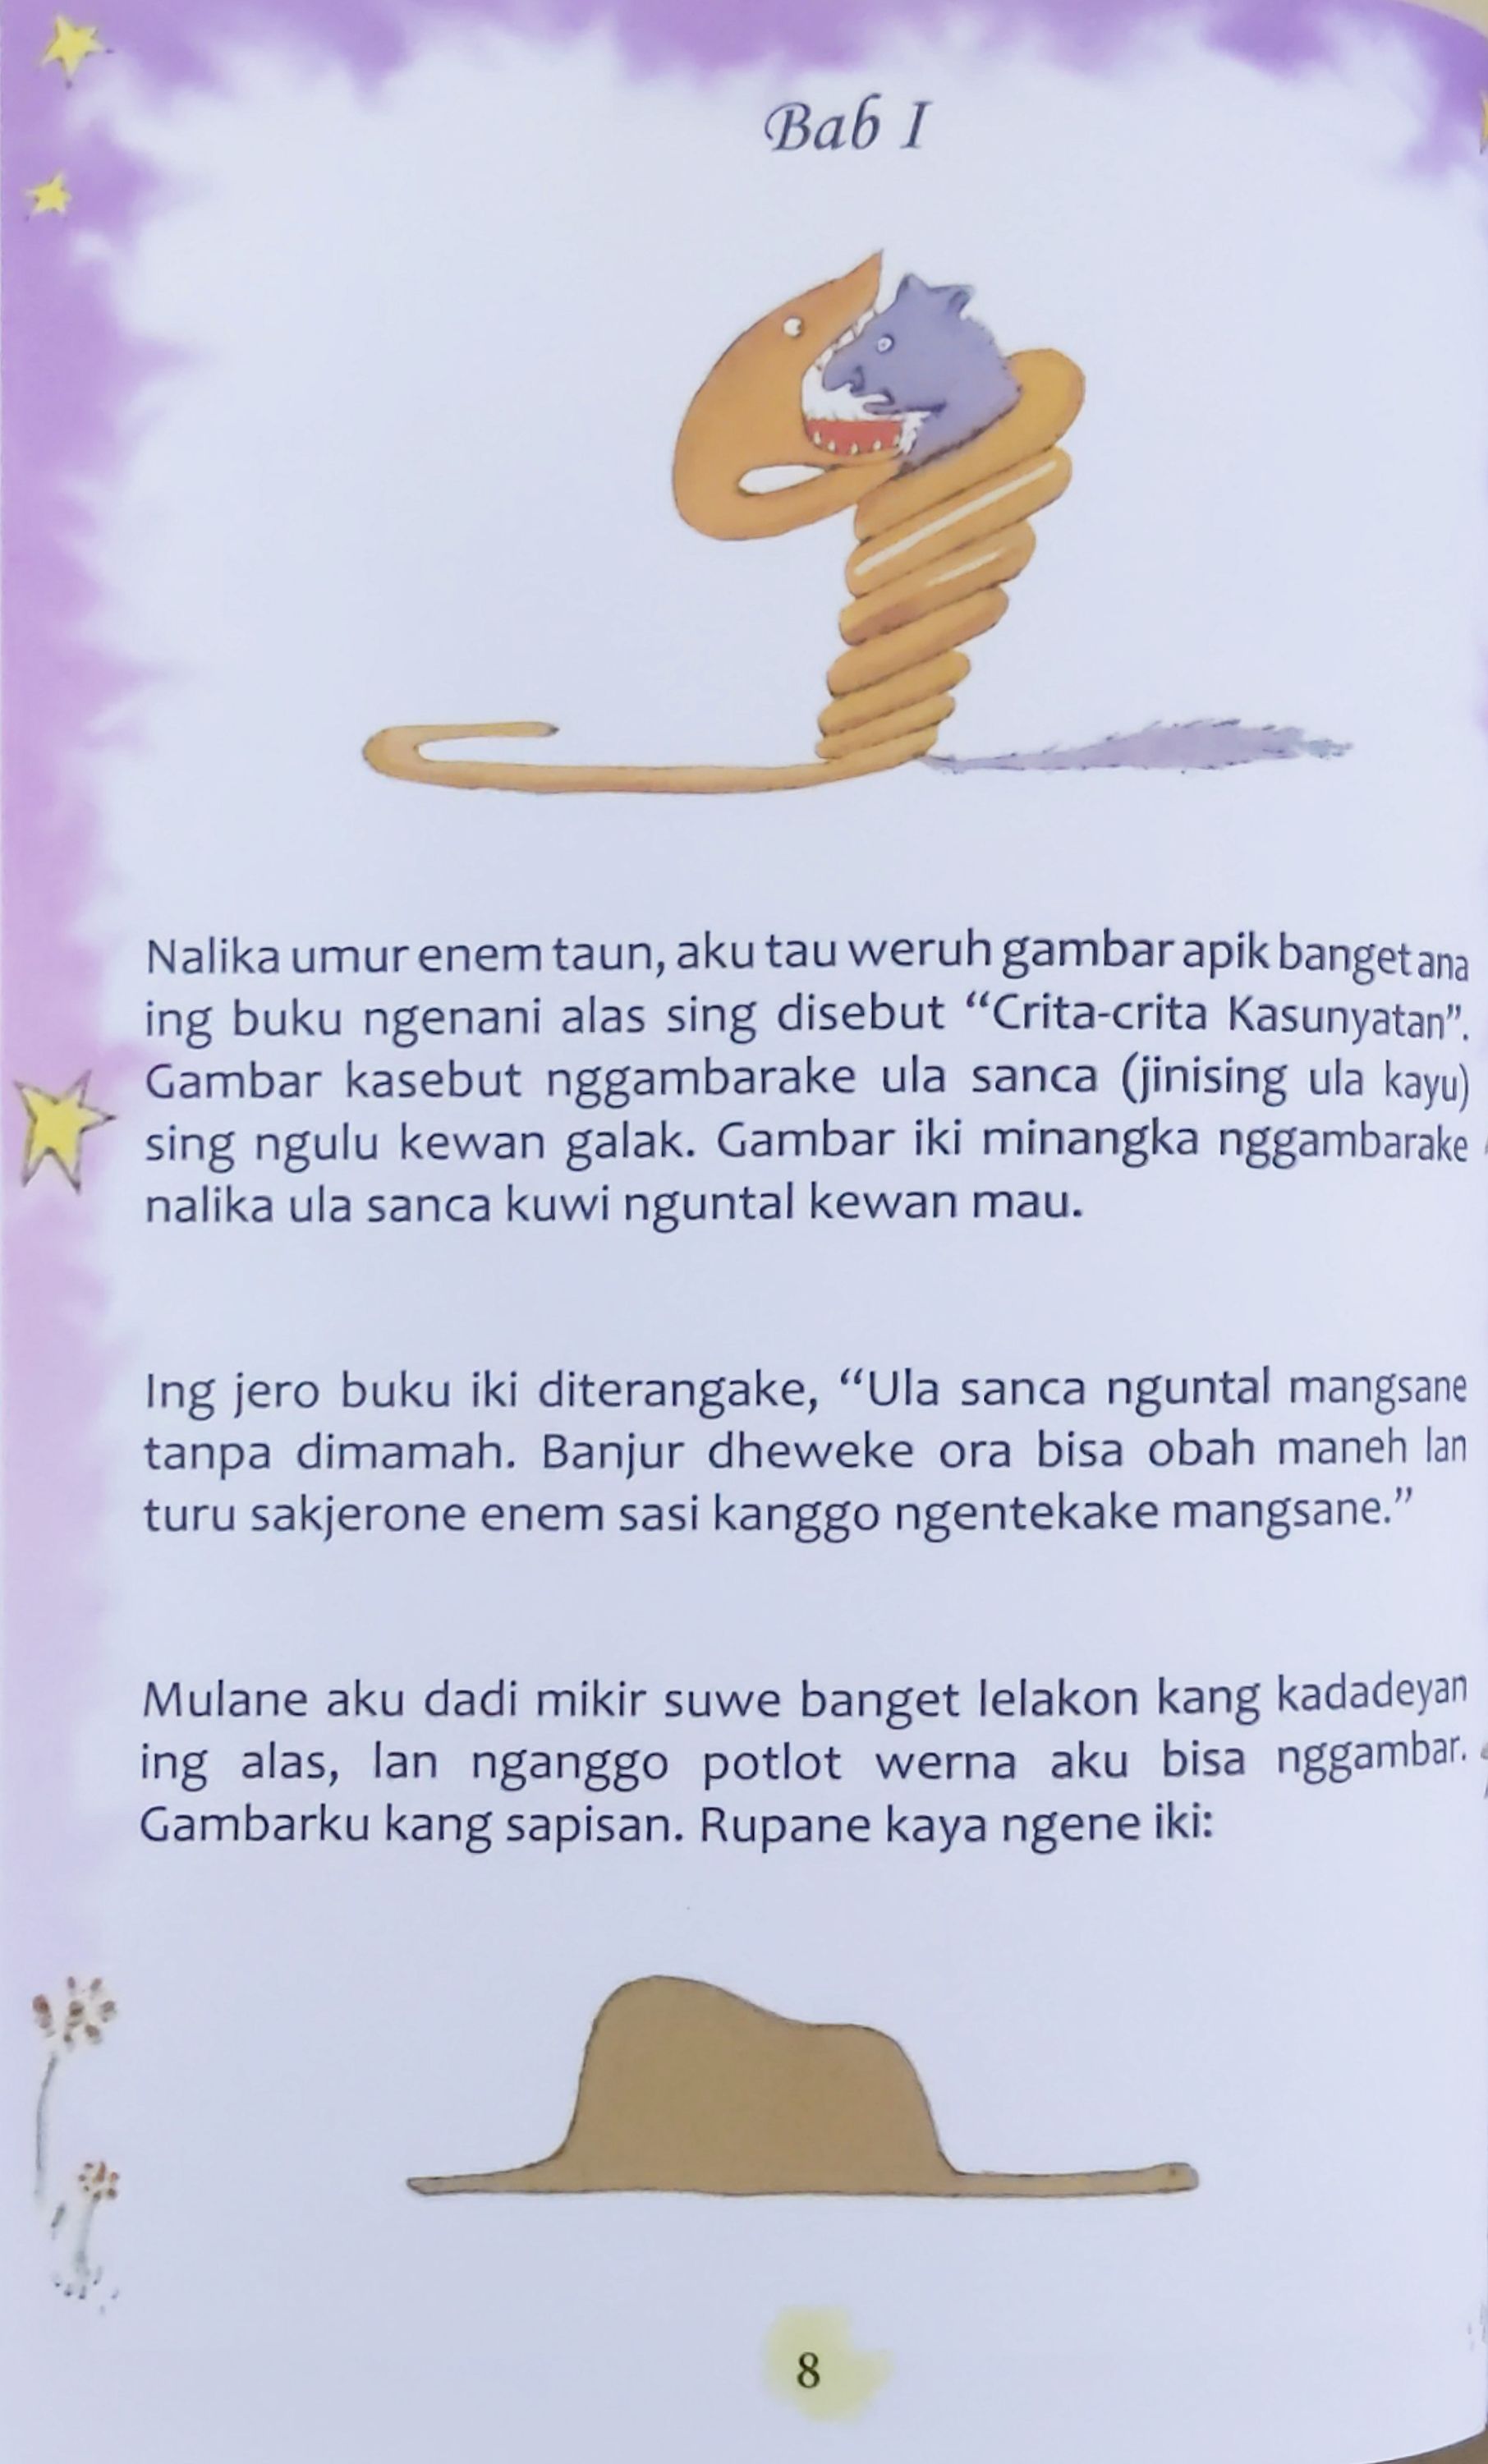 Bab I
Nalika umur enem taun, aku tau weruh gambar apik banget ana
ing buku ngenani alas sing disebut “Crita-crita Kasunyatan”.
Gambar kasebut nggambarake ula sanca (jinising ula kayu)
sing ngulu kewan galak. Gambar iki minangka nggambarake
nalika ula sanca kuwi nguntal kewan mau.
Ing jero buku iki diterangake, “Ula sanca nguntal mangsane
tanpa dimamah. Banjur dheweke ora bisa obah maneh lan
turu sakjerone enem sasi kanggo ngentekake mangsane.”
Mulane aku dadi mikir suwe banget lelakon kang kadadeyan
ing alas, lan nganggo potlot werna aku bisa nggambar.
Gambarku kang sapisan. Rupane kaya ngene iki:
8